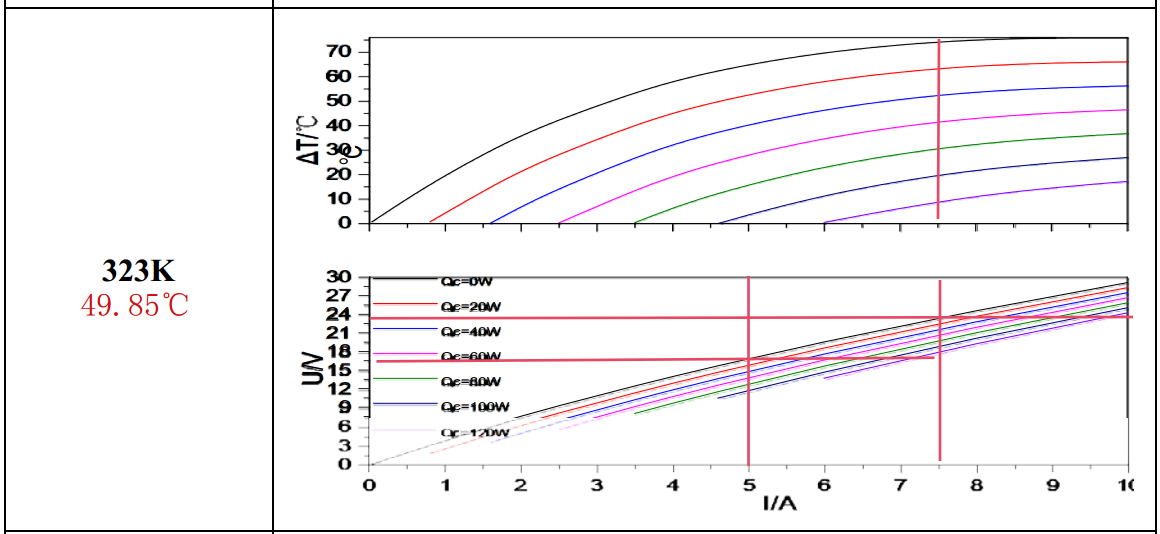 323K
49.85℃
ΔT/℃
℃
70
60
50
40
30
20
10
0
U/V
30
27
24
21
18
15
12
9
6
3
0
Qc=0W
Qc=20W
Qc=40W
Qc=60W
Qc=80W
Qc=100W
Qc=120W
0 1 2 3 4 5 6 7 8 9 10
I/A